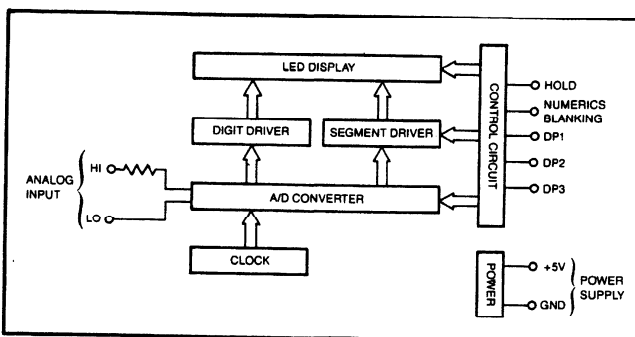 LED DISPLAY
DIGIT DRIVER
SEGMENT DRIVER
CONTROL CIRCUIT
HOLD
NUMERICS
BLANKING
DP1
DP2
DP3
ANALOG
INPUT
HI
LO
A/D CONVERTER
CLOCK
POWER
+5V
GND
POWER
SUPPLY